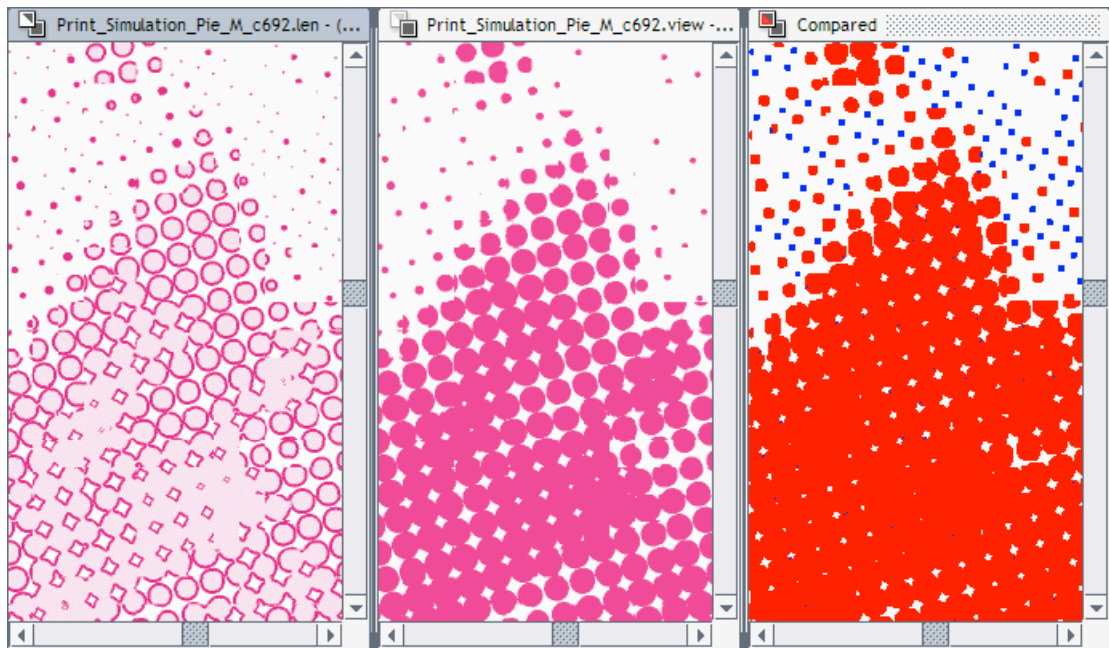 Print_Simulation_Pie_M_c692.len - (...
Print_Simulation_Pie_M_c692.view -...
Compared